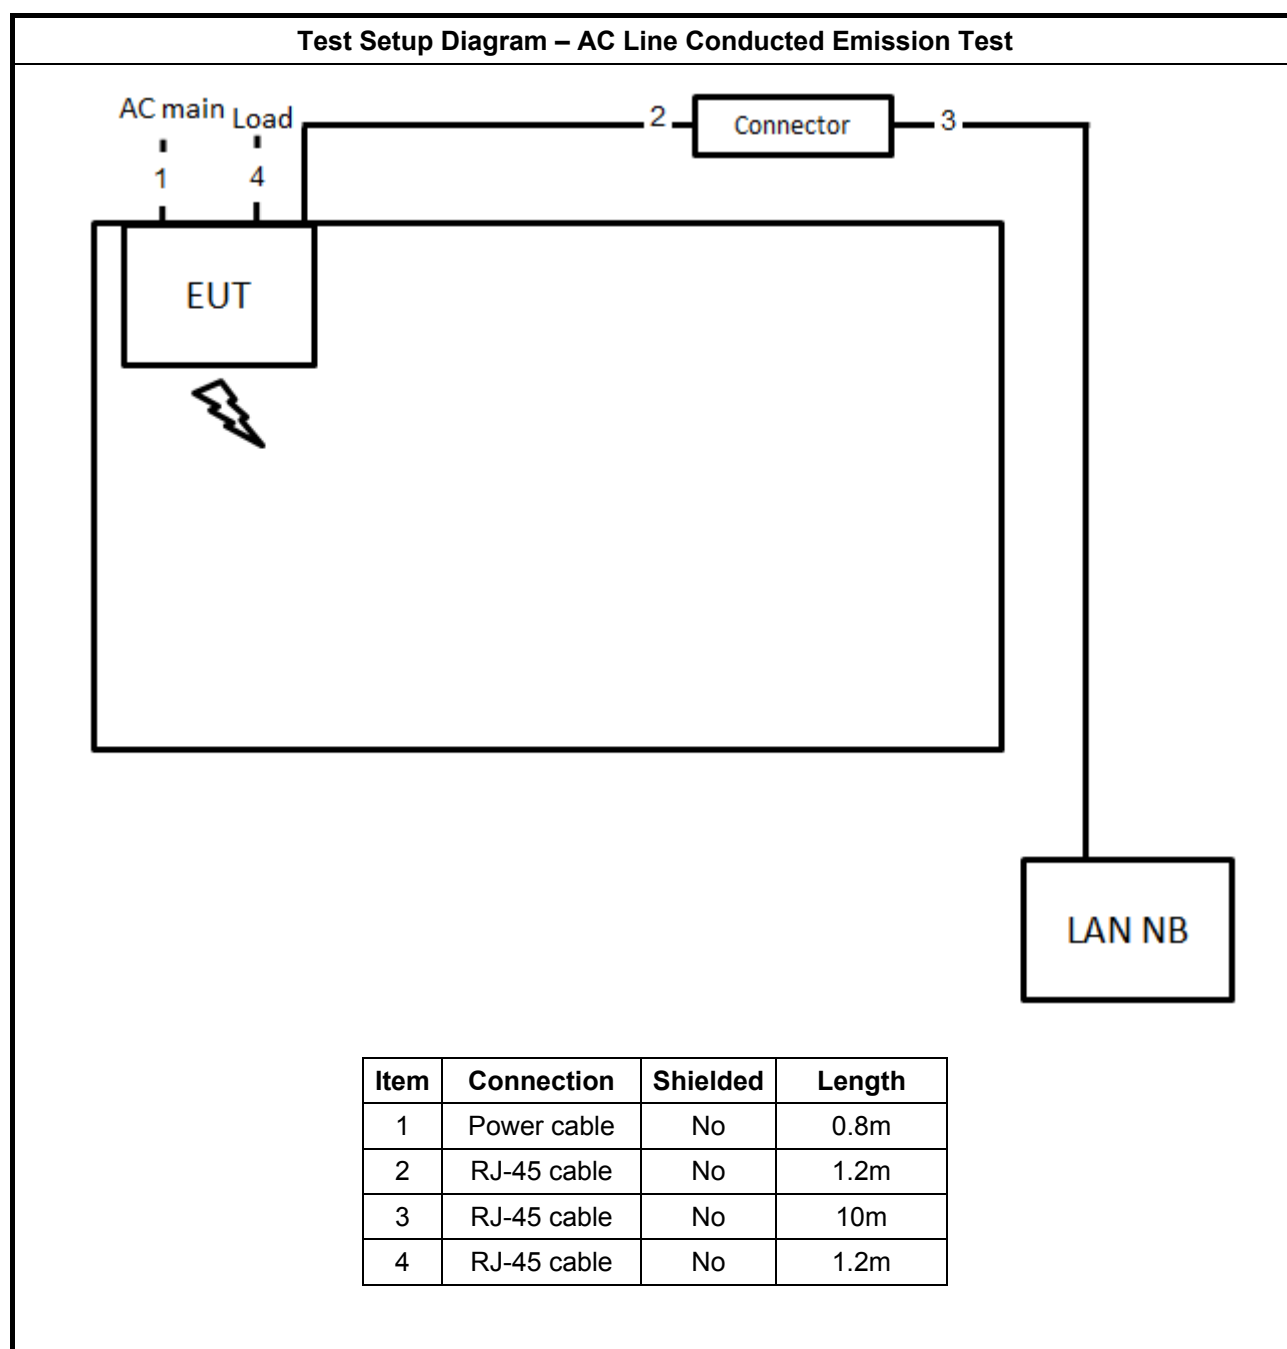 Test Setup Diagram – AC Line Conducted Emission Test
AC main Load
2 Connector 3
1 4
EUT
LAN NB
Item Connection Shielded Length
1 Power cable No 0.8m
2 RJ-45 cable No 1.2m
3 RJ-45 cable No 10m
4 RJ-45 cable No 1.2m